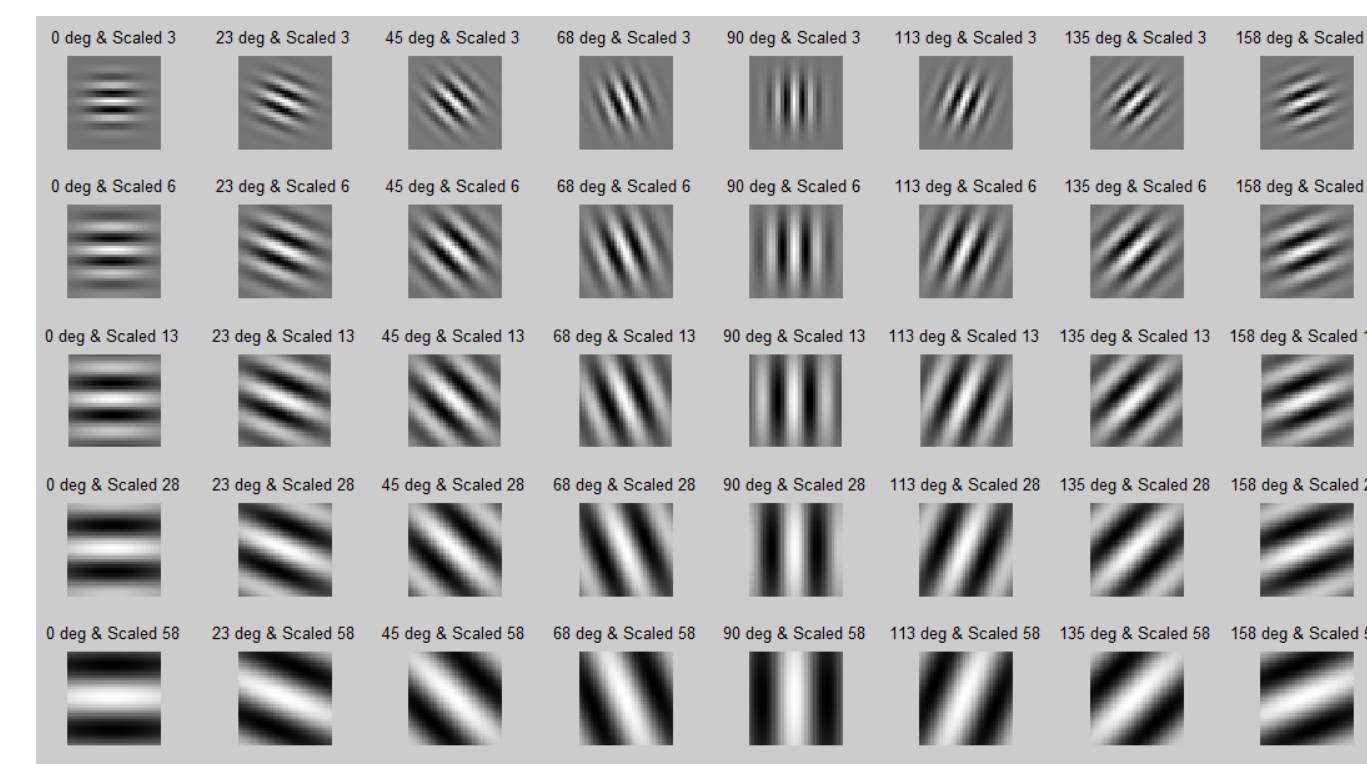 0 deg & Scaled 3 23 deg & Scaled 3 45 deg & Scaled 3 68 deg & Scaled 3 90 deg & Scaled 3 113 deg & Scaled 3 135 deg & Scaled 3 158 deg & Scaled
0 deg & Scaled 6 23 deg & Scaled 6 45 deg & Scaled 6 68 deg & Scaled 6 90 deg & Scaled 6 113 deg & Scaled 6 135 deg & Scaled 6 158 deg & Scaled
0 deg & Scaled 13 23 deg & Scaled 13 45 deg & Scaled 13 68 deg & Scaled 13 90 deg & Scaled 13 113 deg & Scaled 13 135 deg & Scaled 13 158 deg & Scaled
0 deg & Scaled 28 23 deg & Scaled 28 45 deg & Scaled 28 68 deg & Scaled 28 90 deg & Scaled 28 113 deg & Scaled 28 135 deg & Scaled 28 158 deg & Scaled
0 deg & Scaled 58 23 deg & Scaled 58 45 deg & Scaled 58 68 deg & Scaled 58 90 deg & Scaled 58 113 deg & Scaled 58 135 deg & Scaled 58 158 deg & Scaled